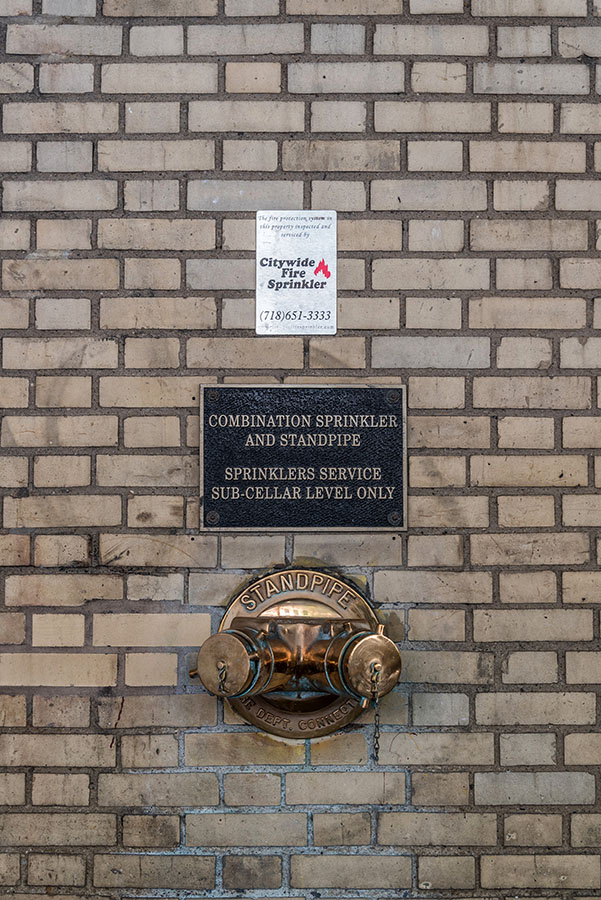 The fire protection system on
this property inspected and
serviced by
Citywide
Fire
Sprinkler
(718)651-3333
COMBINATION SPRINKLER
AND STANDPIPE
SPRINKLERS SERVICE
SUB-CELLAR LEVEL ONLY
STANDPIPE
DEPT CONNECT